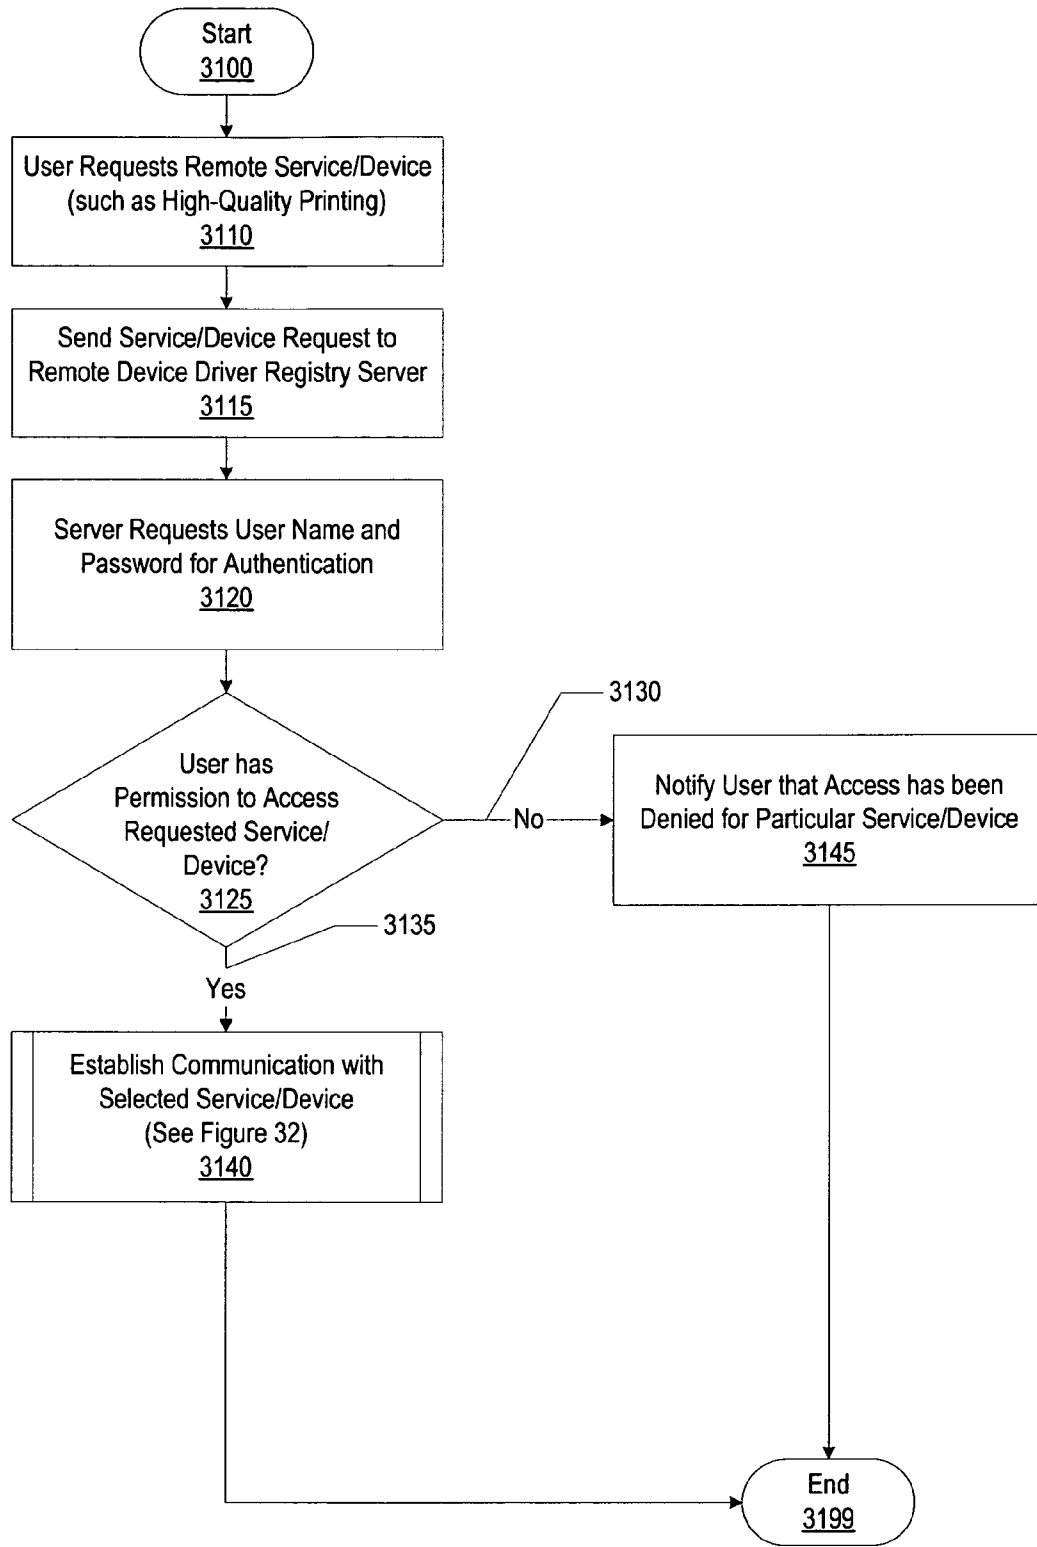 Start
3100
User Requests Remote Service/Device
(such as High-Quality Printing)
3110
Send Service/Device Request to
Remote Device Driver Registry Server
3115
Server Requests User Name and
Password for Authentication
3120
User has
Permission to Access
Requested Service/
Device?
3125
3130
No
Notify User that Access has been
Denied for Particular Service/Device
3145
3135
Yes
Establish Communication with
Selected Service/Device
(See Figure 32)
3140
End
3199